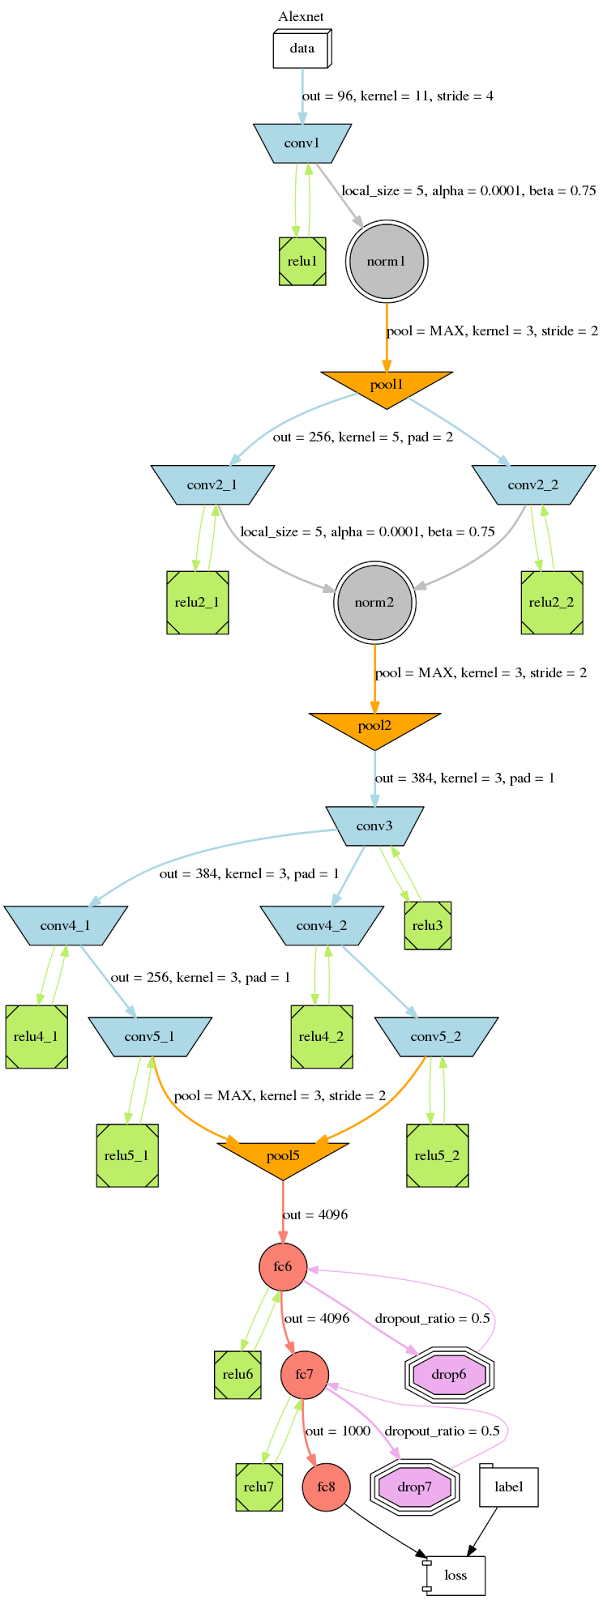 Alexnet
data
out = 96, kernel = 11, stride = 4
conv1
local_size = 5, alpha = 0.0001, beta = 0.75
relu1
norm1
pool = MAX, kernel = 3, stride = 2
pool1
out = 256, kernel = 5, pad = 2
conv2_1
conv2_2
local_size = 5, alpha = 0.0001, beta = 0.75
relu2_1
norm2
relu2_2
pool = MAX, kernel = 3, stride = 2
pool2
out = 384, kernel = 3, pad = 1
conv3
out = 384, kernel = 3, pad = 1
conv4_1
conv4_2
relu3
out = 256, kernel = 3, pad = 1
relu4_1
conv5_1
relu4_2
conv5_2
pool = MAX, kernel = 3, stride = 2
relu5_1
pool5
relu5_2
out = 4096
fc6
out = 4096
dropout_ratio = 0.5
relu6
fc7
drop6
out = 1000
dropout_ratio = 0.5
relu7
fc8
drop7
label
loss